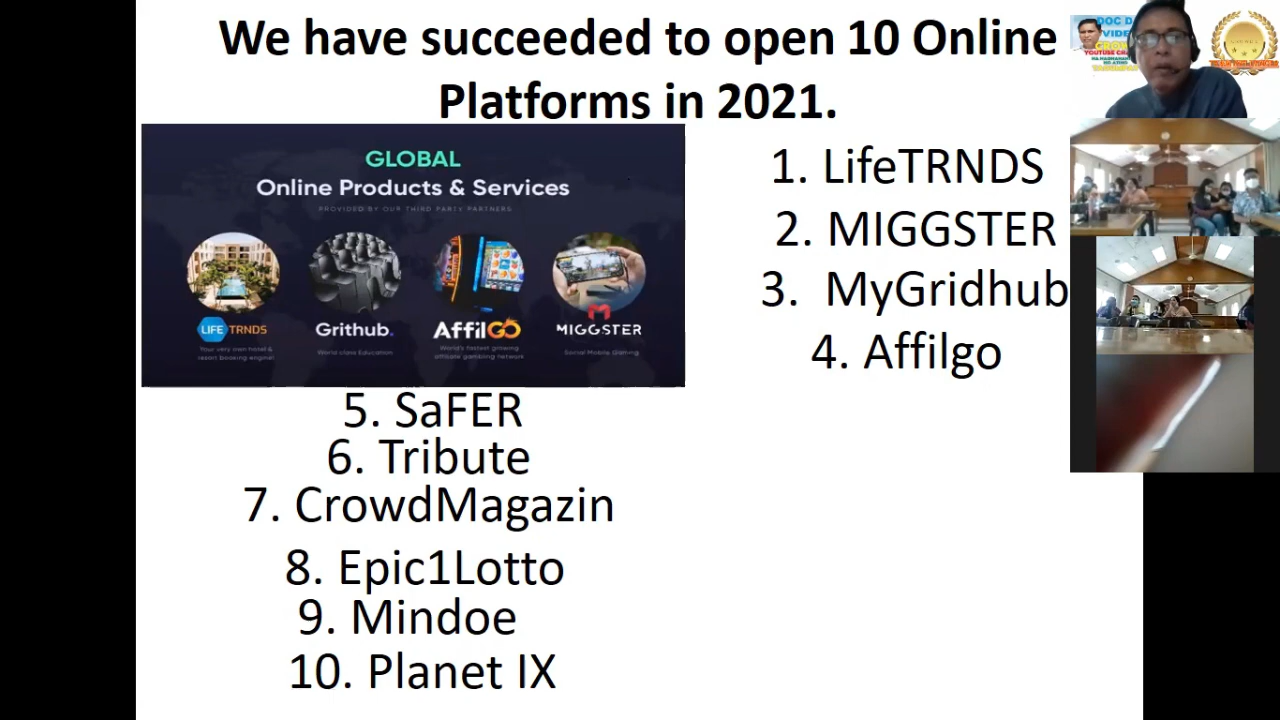 We have succeeded to open 10 Online
Platforms in 2021.
GLOBAL
Online Products & Services
PROVIDED BY OUR THIRD PARTY PARTNERS
LIFE TRNDS
Your very own hotel &
resort booking engine!
Grithub.
World class Education
AffilGO
World's fastest growing
affiliate gambling network
MIGGSTER
Social Mobile Gaming
1. LifeTRNDS
2. MIGGSTER
3. MyGridhub
4. Affilgo
5. SaFER
6. Tribute
7. CrowdMagazin
8. Epic1Lotto
9. Mindoe
10. Planet IX
DOC D
VIDE